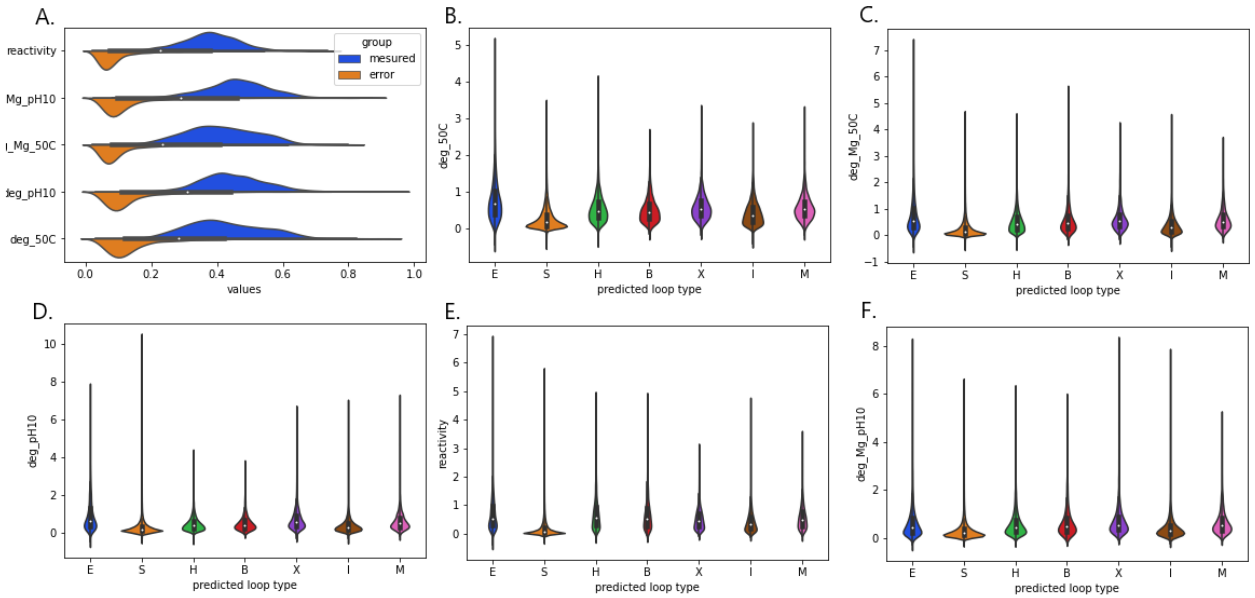 A.
reactivity
Mg_pH10
_Mg_50C
deg_pH10
deg_50C
group
mesured
error
0.0 0.2 0.4 0.6 0.8 1.0
values
B.
deg_50C
5
4
3
2
1
0
E S H B X I M
predicted loop type
C.
deg_Mg_50C
7
6
5
4
3
2
1
0
−1
E S H B X I M
predicted loop type
D.
deg_pH10
10
8
6
4
2
0
E S H B X I M
predicted loop type
E.
reactivity
7
6
5
4
3
2
1
0
E S H B X I M
predicted loop type
F.
deg_Mg_pH10
8
6
4
2
0
E S H B X I M
predicted loop type